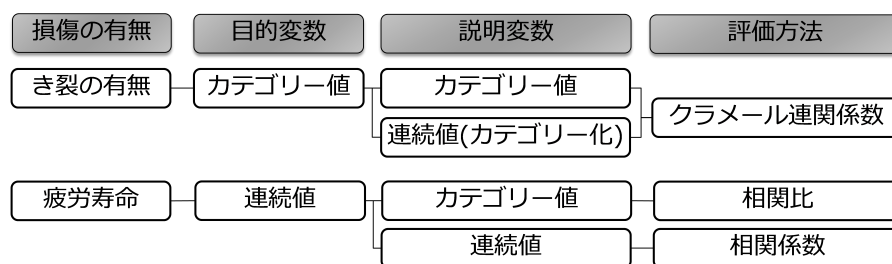 損傷の有無 目的変数 説明変数 評価方法
き裂の有無 カテゴリー値 カテゴリー値
クラメール連関係数
連続値(カテゴリー化)
疲労寿命 連続値 カテゴリー値 相関比
連続値 相関係数